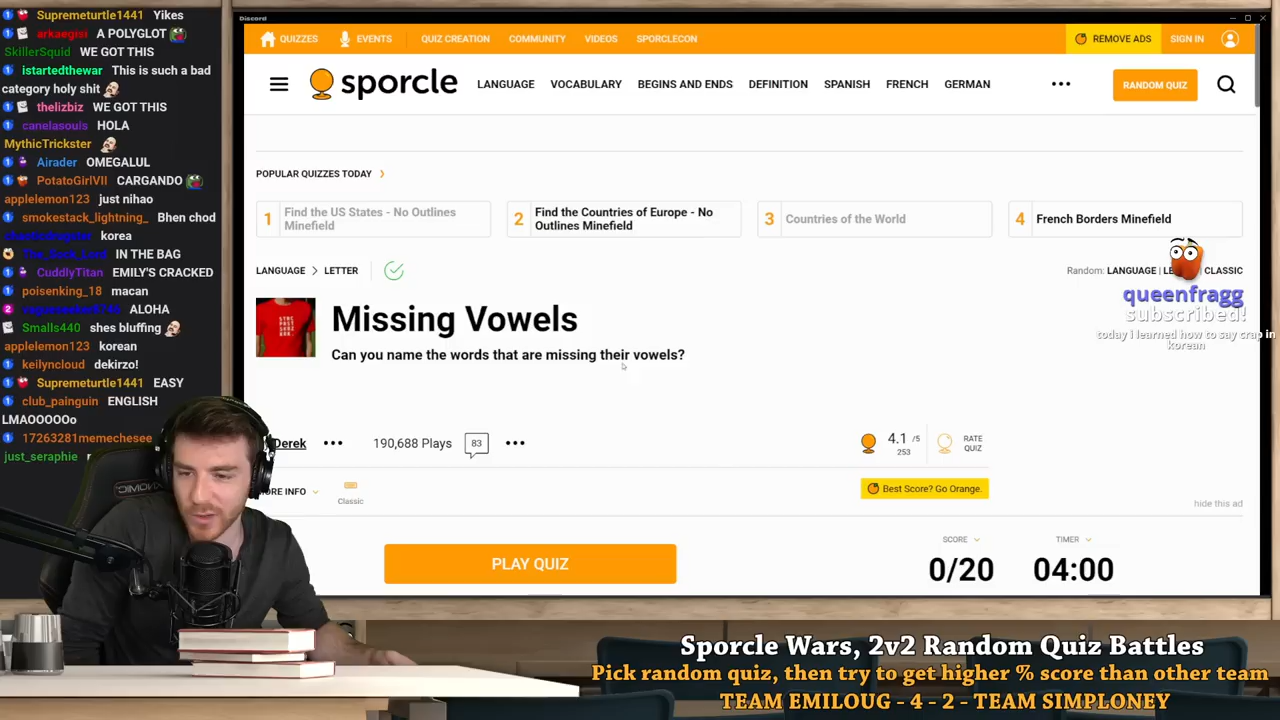 Supremeturtle1441 Yikes
arkaegixi A POLYGLOT
SkillerSquid WE GOT THIS
istartedthewar This is such a bad
category holy shit
thelizbiz WE GOT THIS
canelasouls HOLA
MythicTrickster
Airader OMEGALUL
PotatoGirlVII CARGANDO
applelemon123 just nihao
smokestack_lightning_ Bhen chod
korea
IN THE BAG
CuddlyTitan EMILY'S CRACKED
poisenking_18 macan
ALOHA
Smalls440 shes bluffing
applelemon123 korean
keilyncloud dekirzo!
Supremeturtle1441 EASY
club_painguin ENGLISH
LMAOOOOOo
17263281memechesee
just_seraphie
Discord
QUIZZES EVENTS QUIZ CREATION COMMUNITY VIDEOS SPORCLECON REMOVE ADS SIGN IN
sporcle LANGUAGE VOCABULARY BEGINS AND ENDS DEFINITION SPANISH FRENCH GERMAN ••• RANDOM QUIZ
POPULAR QUIZZES TODAY
1 Find the US States - No Outlines
Minefield
2 Find the Countries of Europe - No
Outlines Minefield
3 Countries of the World
4 French Borders Minefield
LANGUAGE > LETTER
Random: LANGUAGE | LE CLASSIC
queenfragg
subscribed!
today i learned how to say crap in
korean
Missing Vowels
Can you name the words that are missing their vowels?
Derek ••• 190,688 Plays 83 •••
4.1 /5
253
RATE
QUIZ
ORE INFO
Classic
Best Score? Go Orange.
hide this ad
PLAY QUIZ
SCORE TIMER
0/20 04:00
Sporcle Wars, 2v2 Random Quiz Battles
Pick random quiz, then try to get higher % score than other team
TEAM EMILOUG - 4 - 2 - TEAM SIMPLONEY